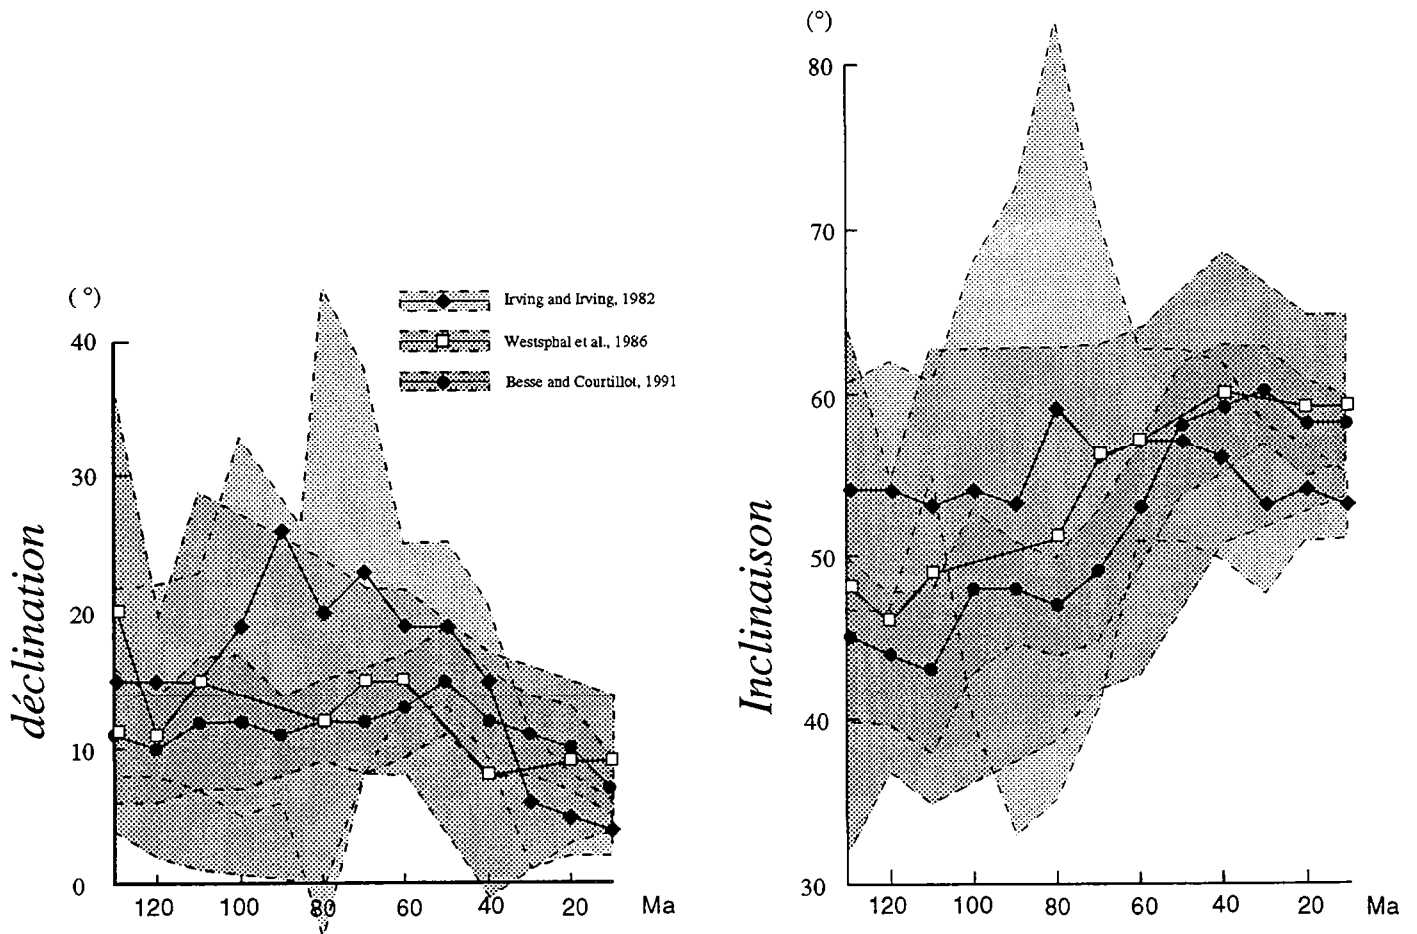 (°)
40
30
20
10
0
120 100 80 60 40 20 Ma
déclination
Irving and Irving, 1982
Westsphal et al., 1986
Besse and Courtillot, 1991
(°)
80
70
60
50
40
30
120 100 80 60 40 20 Ma
Inclinaison